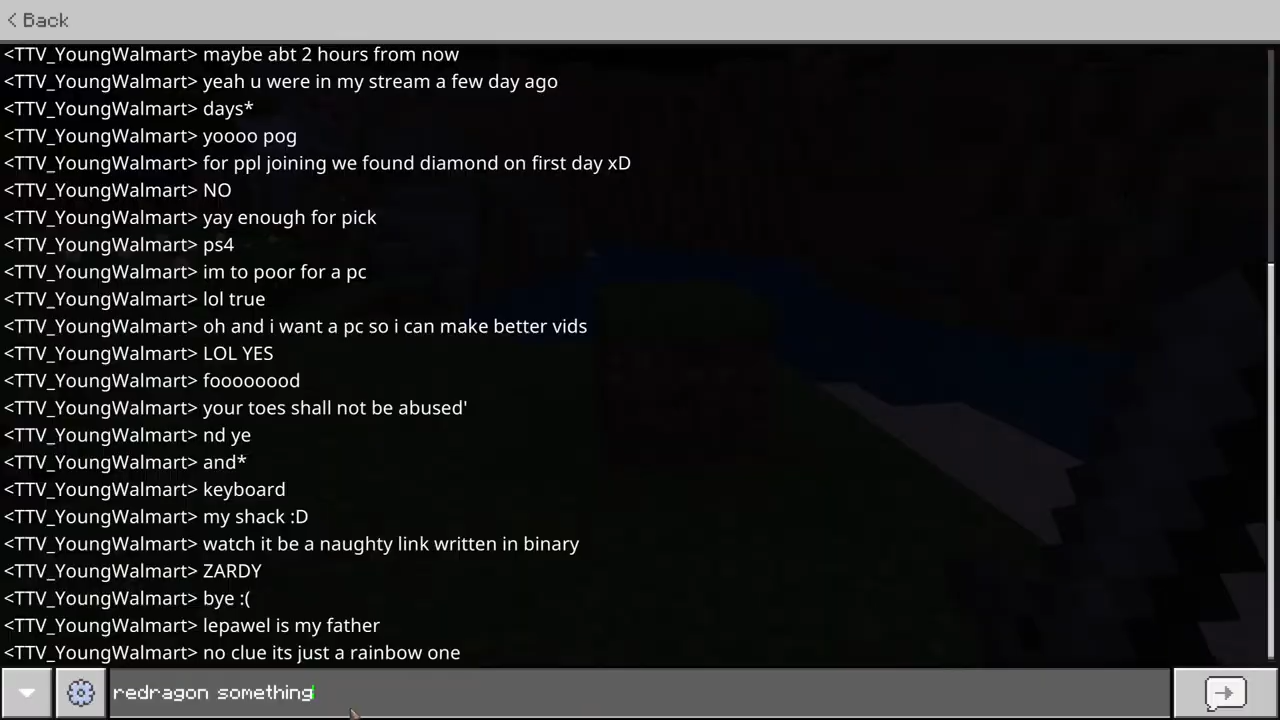 < Back
<TTV_YoungWalmart> maybe abt 2 hours from now
<TTV_YoungWalmart> yeah u were in my stream a few day ago
<TTV_YoungWalmart> days*
<TTV_YoungWalmart> yoooo pog
<TTV_YoungWalmart> for ppl joining we found diamond on first day xD
<TTV_YoungWalmart> NO
<TTV_YoungWalmart> yay enough for pick
<TTV_YoungWalmart> ps4
<TTV_YoungWalmart> im to poor for a pc
<TTV_YoungWalmart> lol true
<TTV_YoungWalmart> oh and i want a pc so i can make better vids
<TTV_YoungWalmart> LOL YES
<TTV_YoungWalmart> foooooood
<TTV_YoungWalmart> your toes shall not be abused'
<TTV_YoungWalmart> nd ye
<TTV_YoungWalmart> and*
<TTV_YoungWalmart> keyboard
<TTV_YoungWalmart> my shack :D
<TTV_YoungWalmart> watch it be a naughty link written in binary
<TTV_YoungWalmart> ZARDY
<TTV_YoungWalmart> bye :(
<TTV_YoungWalmart> lepawel is my father
<TTV_YoungWalmart> no clue its just a rainbow one
redragon something